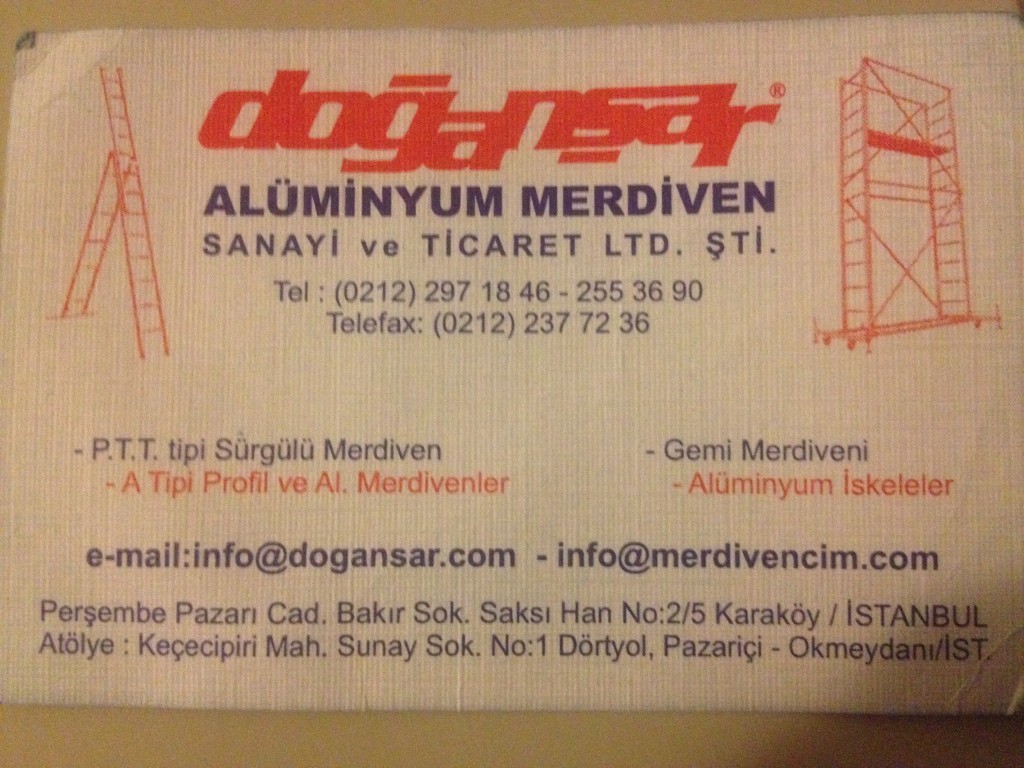 doğanşar®
ALÜMİNYUM MERDİVEN
SANAYİ ve TİCARET LTD. ŞTİ.
Tel : (0212) 297 18 46 - 255 36 90
Telefax: (0212) 237 72 36
- P.T.T. tipi Sürgülü Merdiven
- A Tipi Profil ve Al. Merdivenler
- Gemi Merdiveni
- Alüminyum İskeleler
e-mail:info@dogansar.com - info@merdivencim.com
Perşembe Pazarı Cad. Bakır Sok. Saksı Han No:2/5 Karaköy / İSTANBUL
Atölye : Keçecipiri Mah. Sunay Sok. No:1 Dörtyol, Pazariçi - Okmeydanı/İST.